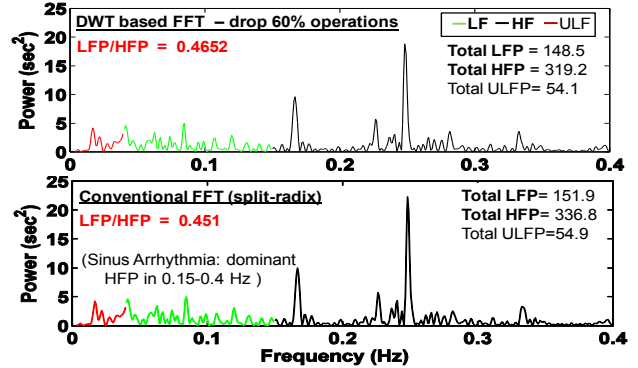 DWT based FFT – drop 60% operations
LF HF ULF
LFP/HFP = 0.4652
Total LFP = 148.5
Total HFP = 319.2
Total ULFP= 54.1
Power (sec²)
25
20
15
10
5
0
0 0.1 0.2 0.3 0.4
Conventional FFT (split-radix)
LFP/HFP = 0.451
(Sinus Arrhythmia: dominant
HFP in 0.15-0.4 Hz )
Total LFP= 151.9
Total HFP= 336.8
Total ULFP=54.9
Power (sec²)
25
20
15
10
5
0
0 0.1 0.2 0.3 0.4
Frequency (Hz)